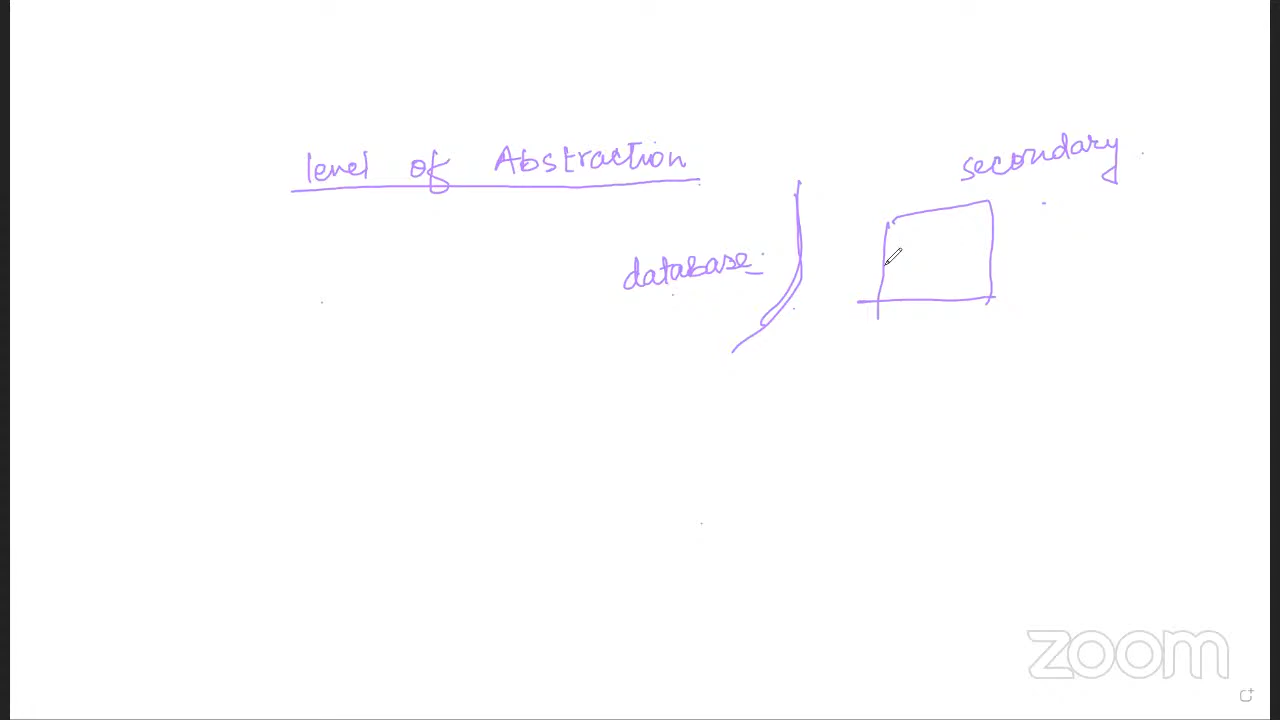 level of Abstraction
secondary
database
zoom